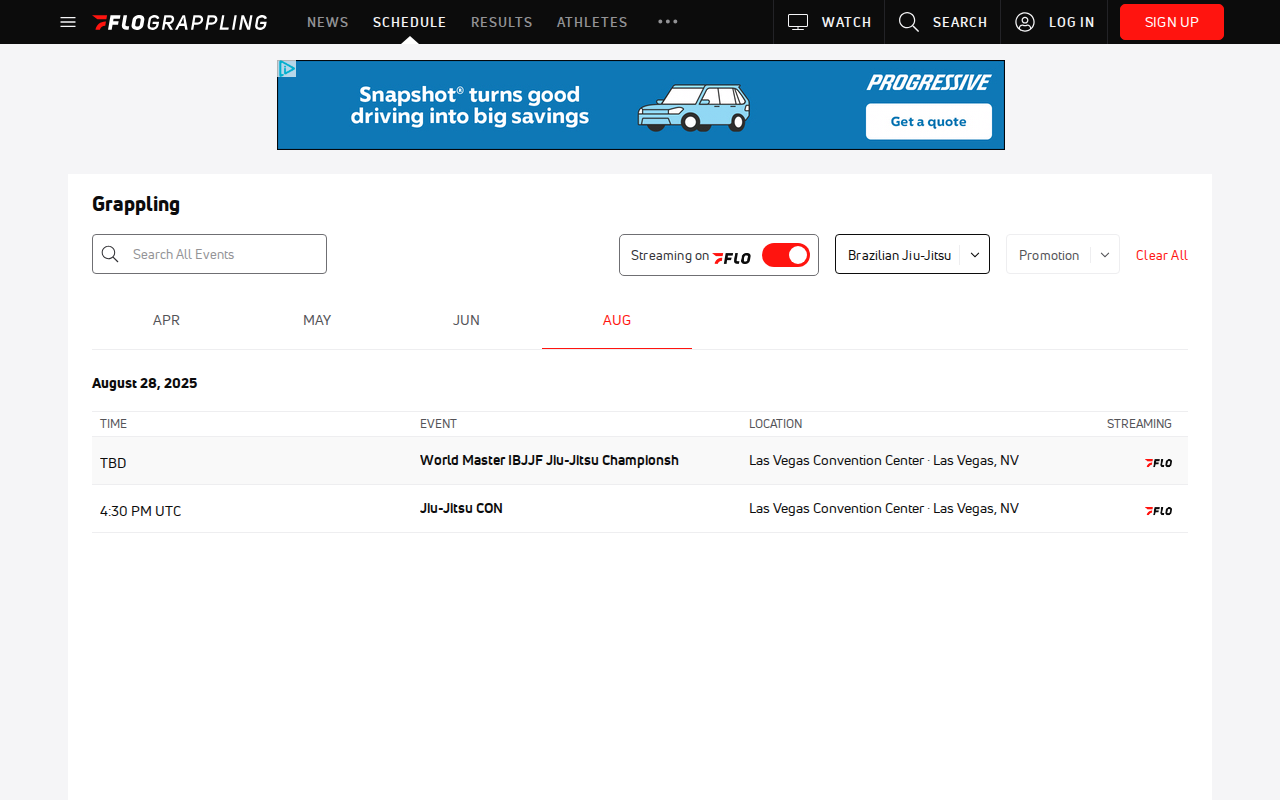 FLOGRAPPLING NEWS SCHEDULE RESULTS ATHLETES WATCH SEARCH LOG IN SIGN UP
Snapshot® turns good
driving into big savings
PROGRESSIVE
Get a quote
Grappling
Search All Events Streaming on FLO Brazilian Jiu-Jitsu Promotion Clear All
APR MAY JUN AUG
August 28, 2025
TIME EVENT LOCATION STREAMING
TBD World Master IBJJF Jiu-Jitsu Championsh Las Vegas Convention Center · Las Vegas, NV FLO
4:30 PM UTC Jiu-Jitsu CON Las Vegas Convention Center · Las Vegas, NV FLO